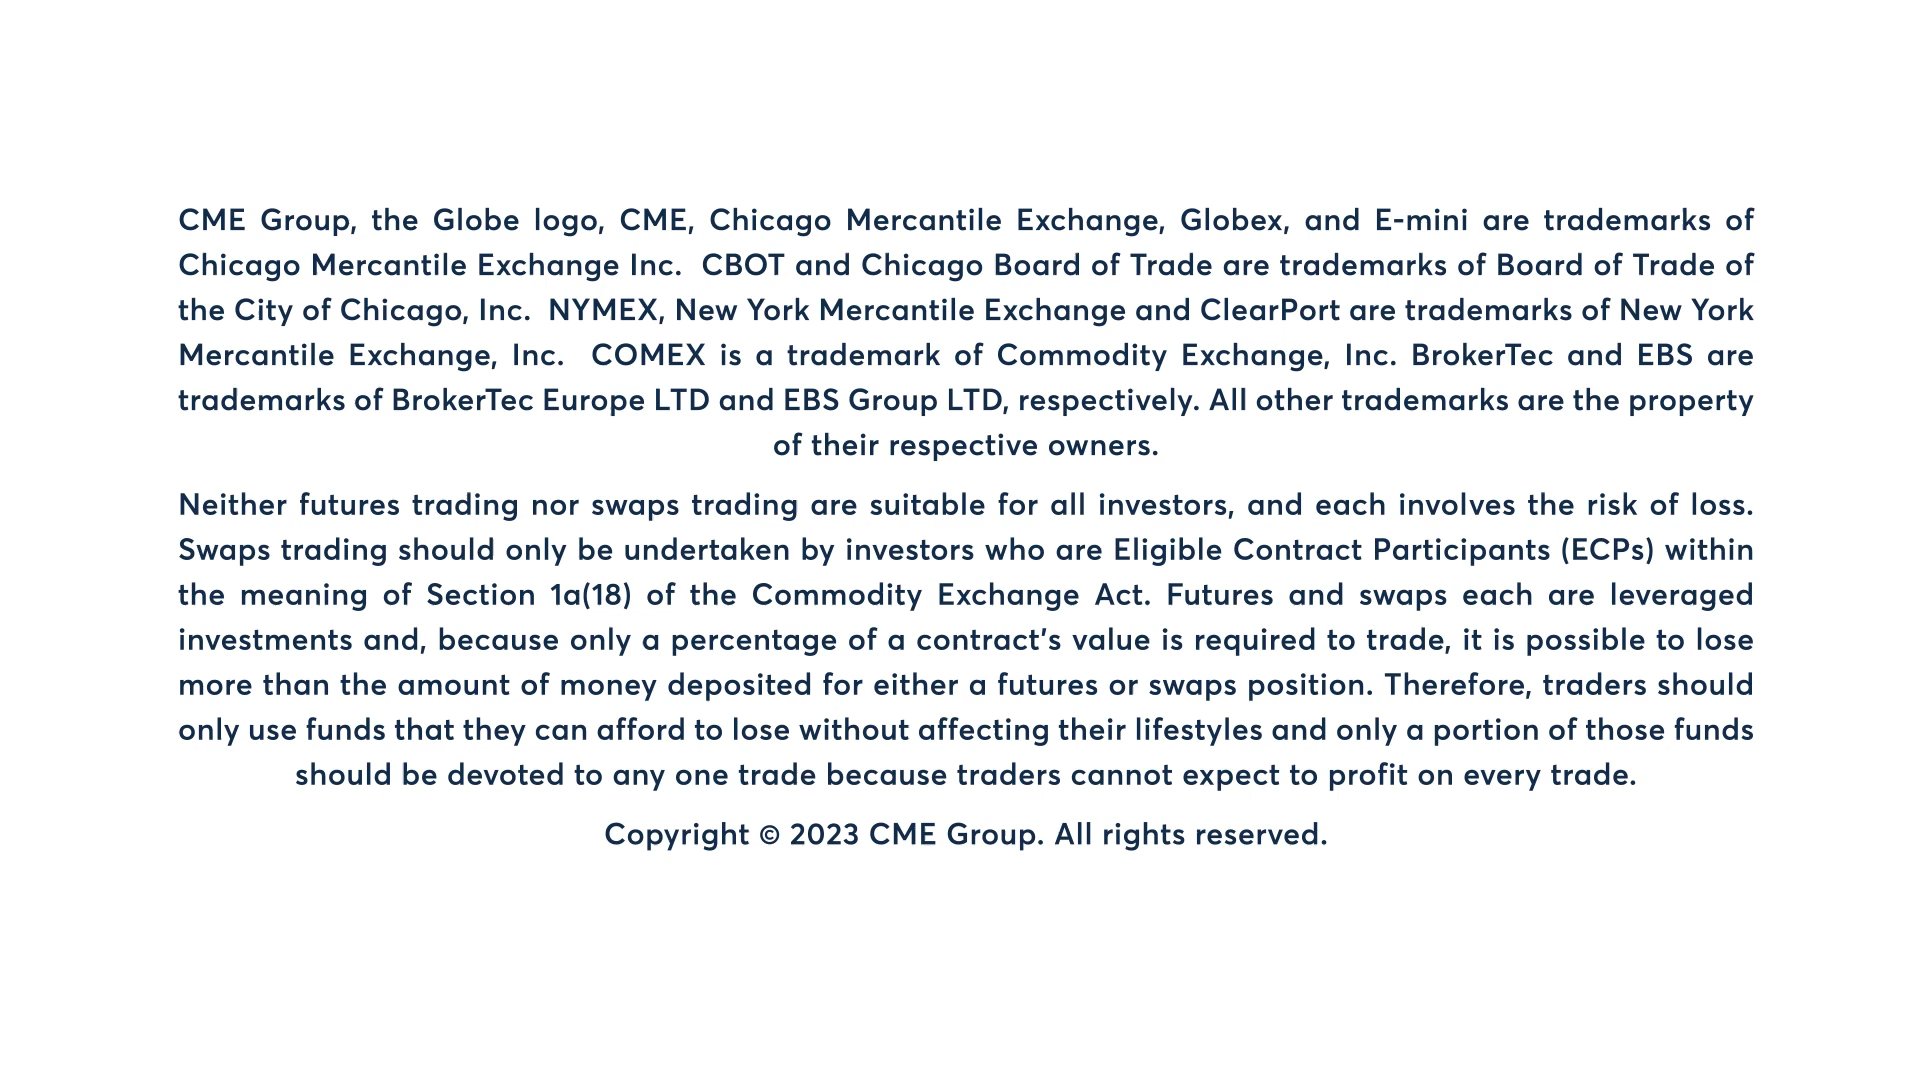 CME Group, the Globe logo, CME, Chicago Mercantile Exchange, Globex, and E-mini are trademarks of
Chicago Mercantile Exchange Inc.  CBOT and Chicago Board of Trade are trademarks of Board of Trade of
the City of Chicago, Inc.  NYMEX, New York Mercantile Exchange and ClearPort are trademarks of New York
Mercantile Exchange, Inc.  COMEX is a trademark of Commodity Exchange, Inc. BrokerTec and EBS are
trademarks of BrokerTec Europe LTD and EBS Group LTD, respectively. All other trademarks are the property
of their respective owners.
Neither futures trading nor swaps trading are suitable for all investors, and each involves the risk of loss.
Swaps trading should only be undertaken by investors who are Eligible Contract Participants (ECPs) within
the meaning of Section 1a(18) of the Commodity Exchange Act. Futures and swaps each are leveraged
investments and, because only a percentage of a contract's value is required to trade, it is possible to lose
more than the amount of money deposited for either a futures or swaps position. Therefore, traders should
only use funds that they can afford to lose without affecting their lifestyles and only a portion of those funds
should be devoted to any one trade because traders cannot expect to profit on every trade.
Copyright © 2023 CME Group. All rights reserved.